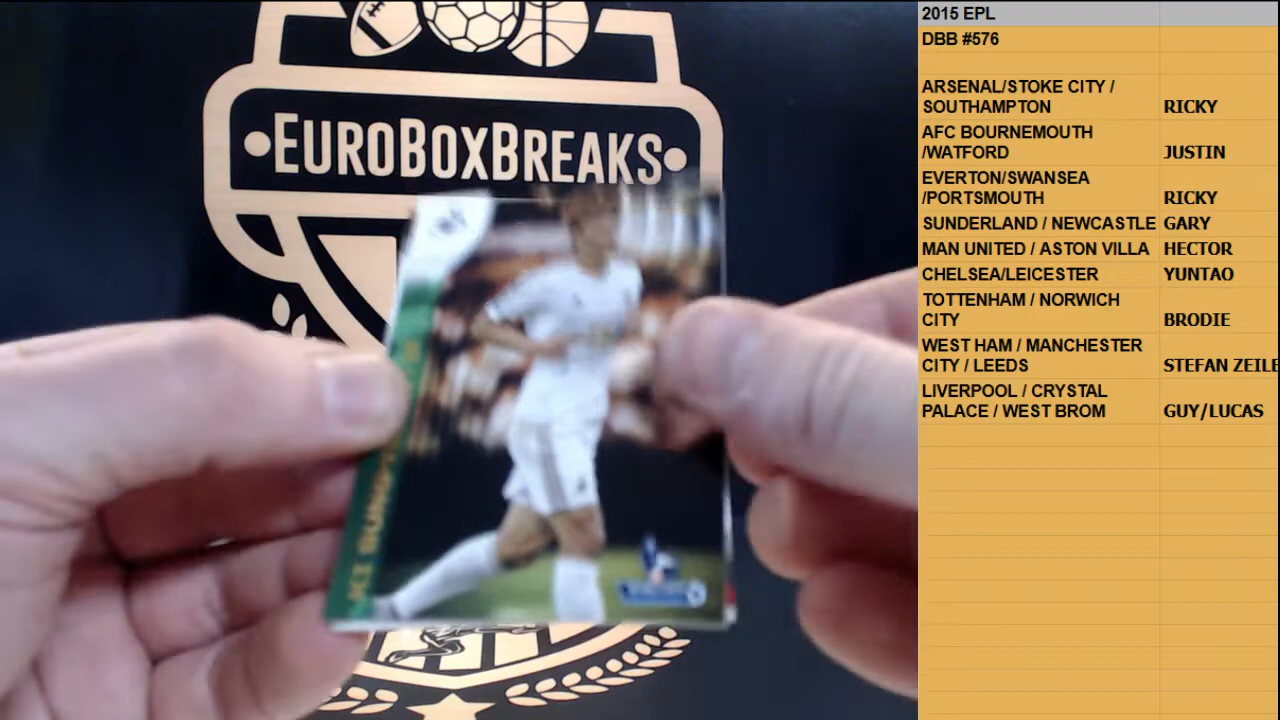 •EUROBOXBREAKS•
2015 EPL
DBB #576
ARSENAL/STOKE CITY /
SOUTHAMPTON RICKY
AFC BOURNEMOUTH
/WATFORD JUSTIN
EVERTON/SWANSEA
/PORTSMOUTH RICKY
SUNDERLAND / NEWCASTLE GARY
MAN UNITED / ASTON VILLA HECTOR
CHELSEA/LEICESTER YUNTAO
TOTTENHAM / NORWICH
CITY BRODIE
WEST HAM / MANCHESTER
CITY / LEEDS STEFAN ZEILE
LIVERPOOL / CRYSTAL
PALACE / WEST BROM GUY/LUCAS